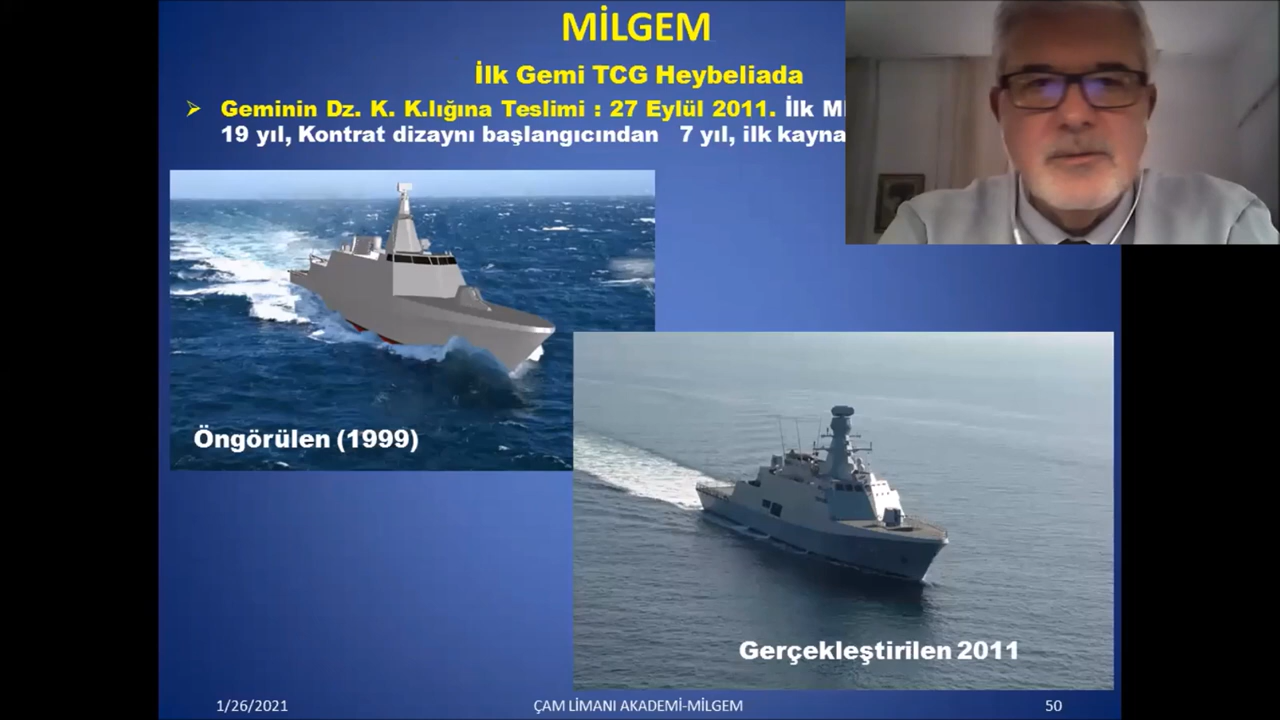 MİLGEM
İlk Gemi TCG Heybeliada
➢ Geminin Dz. K. K.lığına Teslimi : 27 Eylül 2011. İlk
19 yıl, Kontrat dizaynı başlangıcından 7 yıl, ilk
Öngörülen (1999)
Gerçekleştirilen 2011
1/26/2021
ÇAM LİMANI AKADEMİ-MİLGEM
50